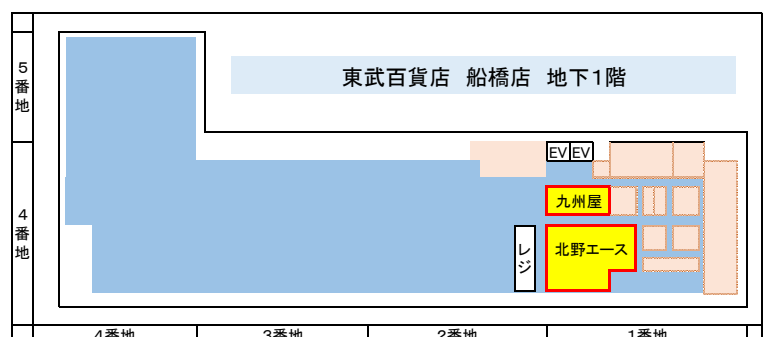 東武百貨店 船橋店 地下1階
5番地
EV EV
九州屋
4番地
レジ
北野エース
4番地 3番地 2番地 1番地